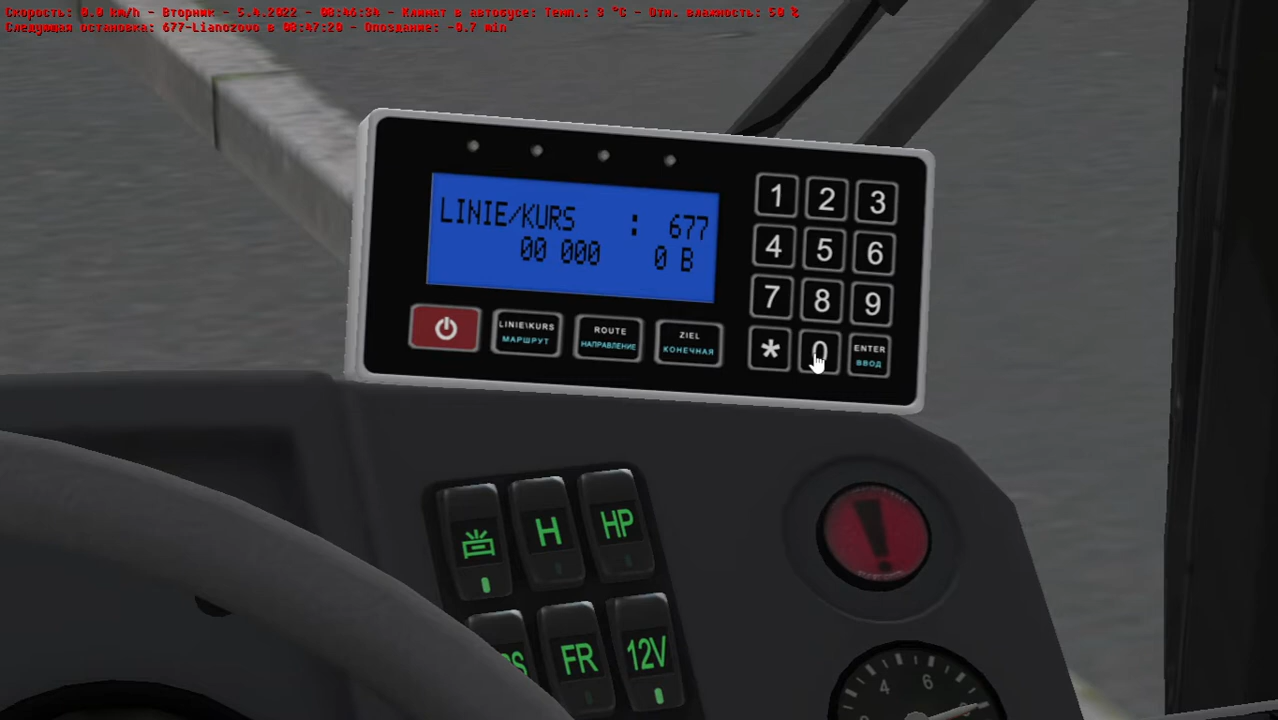 Скорость: 0.0 km/h - Вторник - 5.4.2022 - 08:46:34 - Климат в автобусе: Темп.: 3 °C - Отн. влажность: 50 %
Следующая остановка: 677-Lianozovo в 08:47:20 - Опоздание: -0.7 min
LINIE/KURS : 677
00 000 0 B
1 2 3
4 5 6
7 8 9
* 0 ENTER ВВОД
LINIE\KURS
МАРШРУТ
ROUTE
НАПРАВЛЕНИЕ
ZIEL
КОНЕЧНАЯ
H HP
FR 12V
4 6